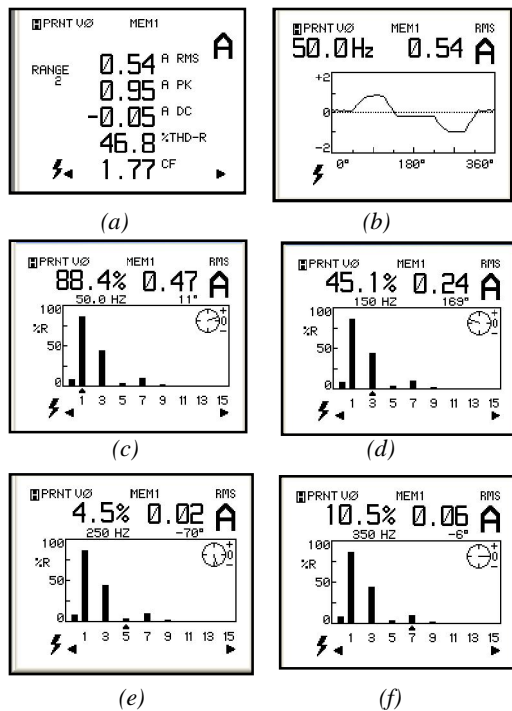 PRNT VØ MEM1
A
RANGE
2
0.54 A RMS
0.95 A PK
-0.05 A DC
46.8 %THD-R
1.77 CF
(a)
PRNT VØ MEM1 RMS
50.0Hz 0.54 A
+2
0
-2
0° 180° 360°
(b)
PRNT VØ MEM1 RMS
88.4% 0.47 A
50.0 HZ 11°
100
%R
50
0
+
0
-
1 3 5 7 9 11 13 15
(c)
PRNT VØ MEM1 RMS
45.1% 0.24 A
150 HZ 169°
100
%R
50
0
+
0
-
1 3 5 7 9 11 13 15
(d)
PRNT VØ MEM1 RMS
4.5% 0.02 A
250 HZ -70°
100
%R
50
0
+
0
-
1 3 5 7 9 11 13 15
(e)
PRNT VØ MEM1 RMS
10.5% 0.06 A
350 HZ -6°
100
%R
50
0
+
0
-
1 3 5 7 9 11 13 15
(f)